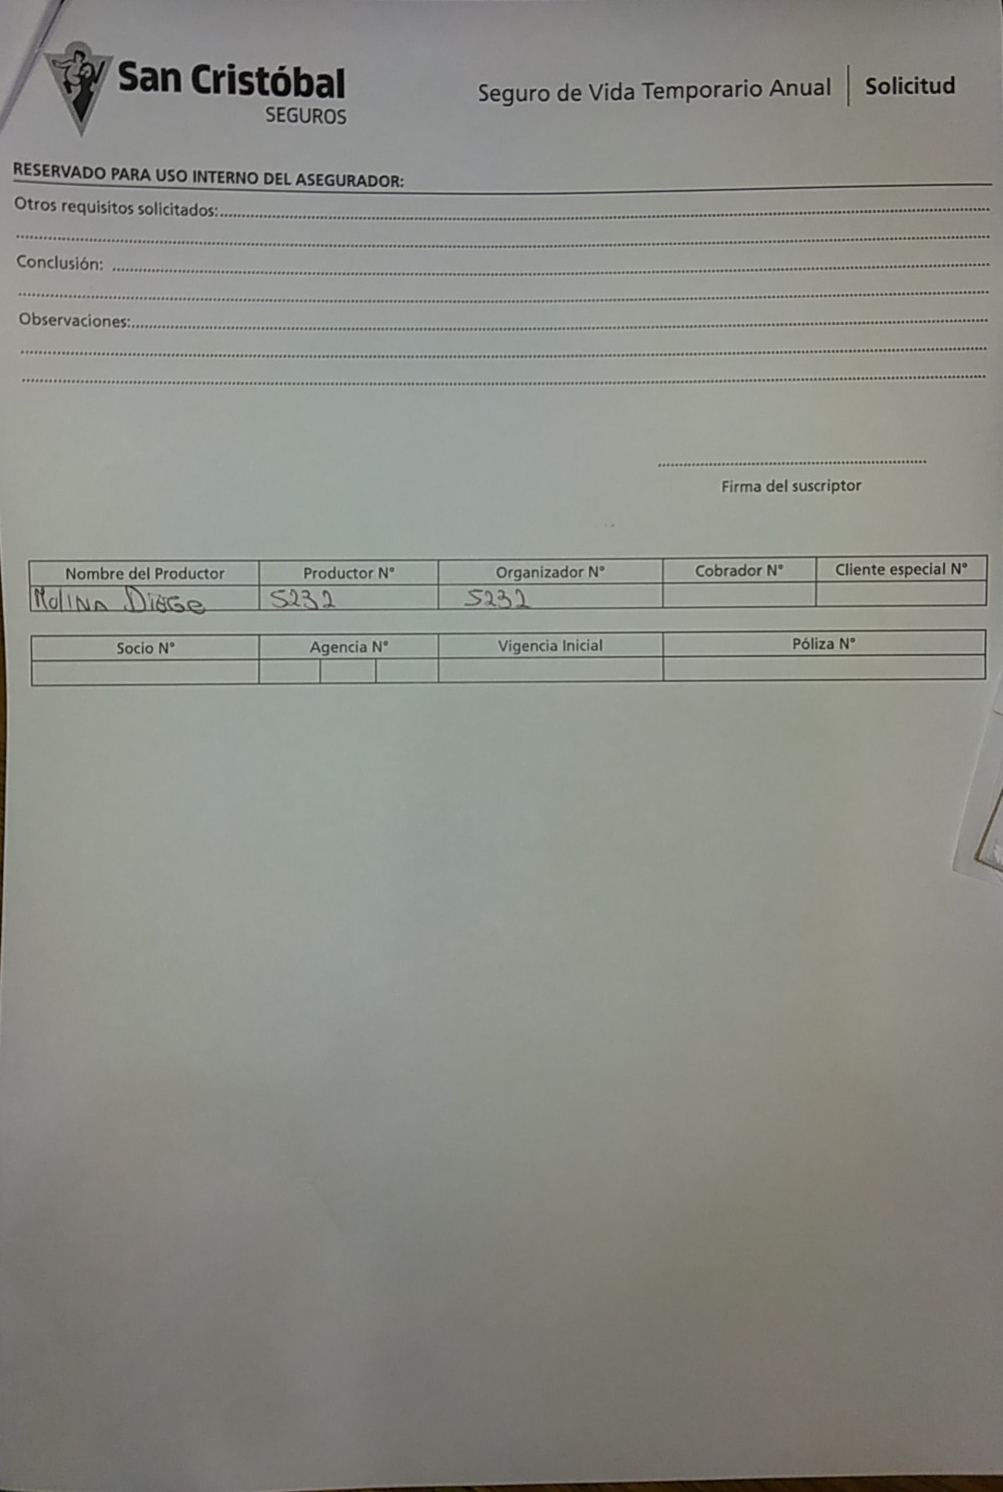 San Cristóbal
SEGUROS
Seguro de Vida Temporario Anual | Solicitud
RESERVADO PARA USO INTERNO DEL ASEGURADOR:
Otros requisitos solicitados:
Conclusión:
Observaciones:
Firma del suscriptor
Nombre del Productor Productor N° Organizador N° Cobrador N° Cliente especial N°
MOLINA DIEGO 5232 5232
Socio N° Agencia N° Vigencia Inicial Póliza N°